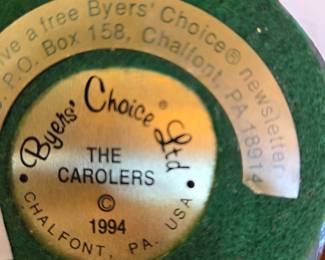 ve a free Byers' Choice® newsletter
P.O. Box 158, Chalfont, PA 18914
Byers' Choice® Ltd
THE
CAROLERS
©
1994
CHALFONT, PA. USA